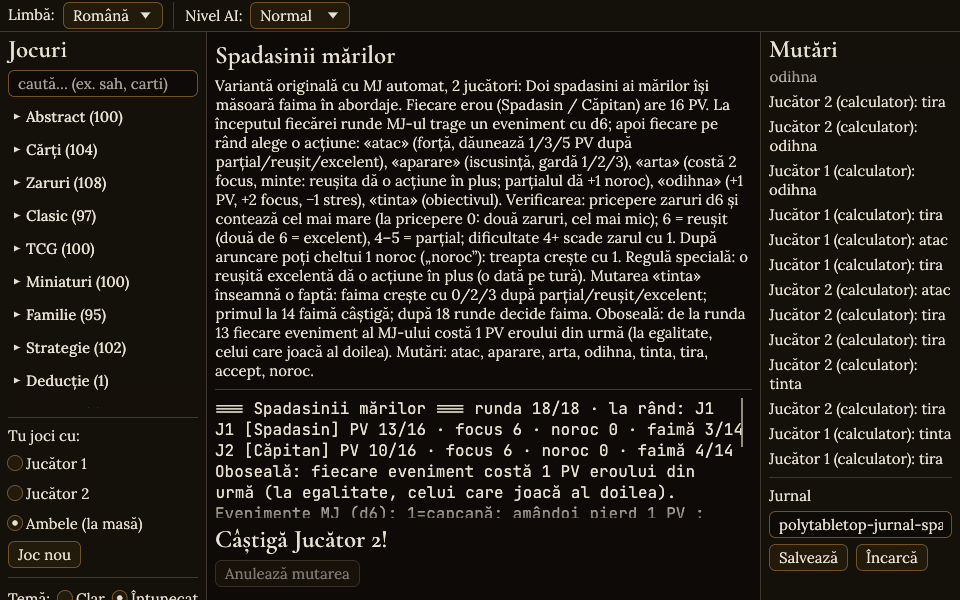 Limbă: Română ▼ Nivel AI: Normal ▼
Jocuri
caută... (ex. sah, carti)
▸ Abstract (100)
▸ Cărți (104)
▸ Zaruri (108)
▸ Clasic (97)
▸ TCG (100)
▸ Miniaturi (100)
▸ Familie (95)
▸ Strategie (102)
▸ Deducție (1)
Tu joci cu:
Jucător 1
Jucător 2
Ambele (la masă)
Joc nou
Temă: Clar Întunecat
Spadasinii mărilor
Variantă originală cu MJ automat, 2 jucători: Doi spadasini ai mărilor își
măsoară faima în abordaje. Fiecare erou (Spadasin / Căpitan) are 16 PV. La
începutul fiecărei runde MJ-ul trage un eveniment cu d6; apoi fiecare pe
rând alege o acțiune: «atac» (forță, dăunează 1/3/5 PV după
parțial/reușit/excelent), «aparare» (iscusință, gardă 1/2/3), «arta» (costă 2
focus, minte: reușita dă o acțiune în plus; parțialul dă +1 noroc), «odihna» (+1
PV, +2 focus, −1 stres), «tinta» (obiectivul). Verificarea: pricepere zaruri d6 și
contează cel mai mare (la pricepere 0: două zaruri, cel mai mic); 6 = reușit
(două de 6 = excelent), 4–5 = parțial; dificultate 4+ scade zarul cu 1. După
aruncare poți cheltui 1 noroc („noroc”): treapta crește cu 1. Regulă specială: o
reușită excelentă dă o acțiune în plus (o dată pe tură). Mutarea «tinta»
înseamnă o faptă: faima crește cu 0/2/3 după parțial/reușit/excelent;
primul la 14 faimă câștigă; după 18 runde decide faima. Oboseală: de la runda
13 fiecare eveniment al MJ-ului costă 1 PV eroului din urmă (la egalitate,
celui care joacă al doilea). Mutări: atac, aparare, arta, odihna, tinta, tira,
accept, noroc.
═══ Spadasinii mărilor ═══ runda 18/18 · la rând: J1
J1 [Spadasin] PV 13/16 · focus 6 · noroc 0 · faimă 3/14
J2 [Căpitan] PV 10/16 · focus 6 · noroc 0 · faimă 4/14
Oboseală: fiecare eveniment costă 1 PV eroului din
urmă (la egalitate, celui care joacă al doilea).
Evenimente MJ (d6): 1=capcană: amândoi pierd 1 PV ;
Câștigă Jucător 2!
Anulează mutarea
Mutări
odihna
Jucător 2 (calculator): tira
Jucător 2 (calculator):
odihna
Jucător 1 (calculator):
odihna
Jucător 1 (calculator): tira
Jucător 1 (calculator): atac
Jucător 1 (calculator): tira
Jucător 2 (calculator): atac
Jucător 2 (calculator): tira
Jucător 2 (calculator):
tinta
Jucător 2 (calculator): tira
Jucător 1 (calculator): tinta
Jucător 1 (calculator): tira
Jurnal
polytabletop-jurnal-spa
Salvează Încarcă